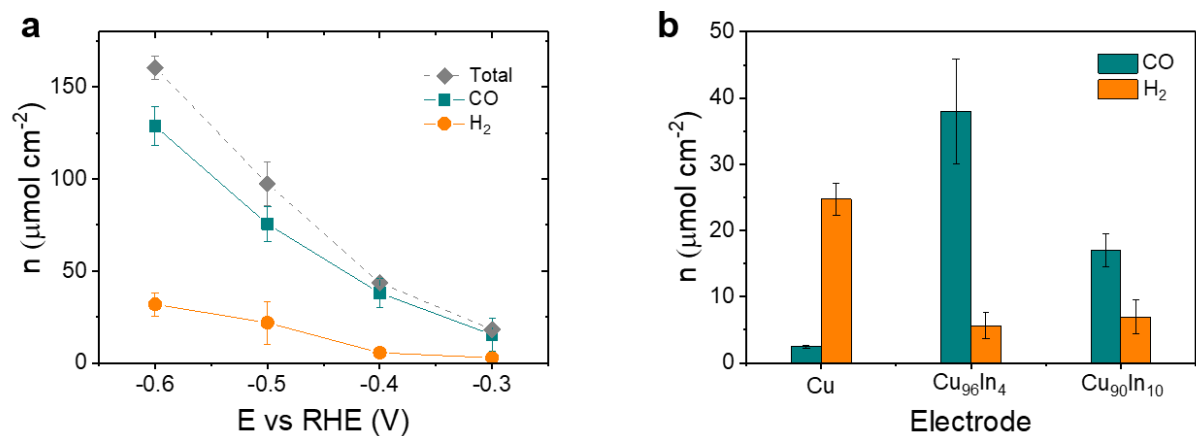 a
n (μmol cm⁻²)
150
100
50
0
Total
CO
H₂
-0.6 -0.5 -0.4 -0.3
E vs RHE (V)
b
n (μmol cm⁻²)
50
40
30
20
10
0
CO
H₂
Cu Cu₉₆In₄ Cu₉₀In₁₀
Electrode